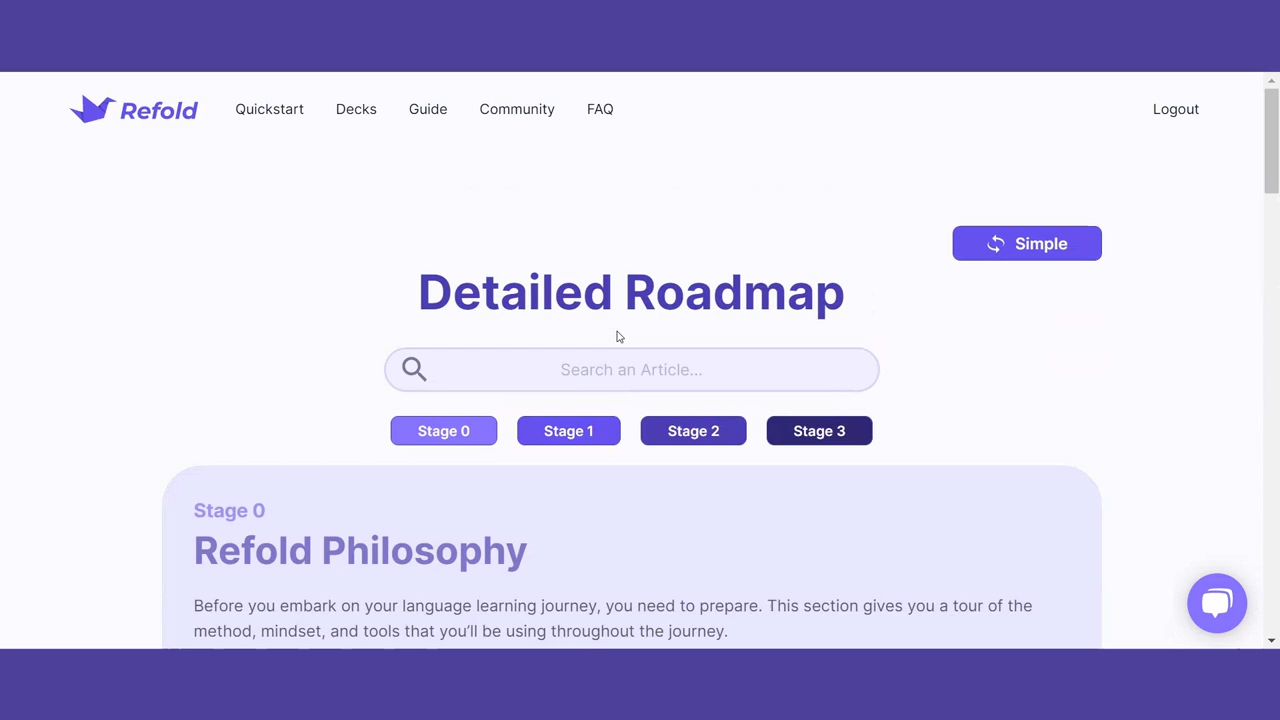 Refold
Quickstart
Decks
Guide
Community
FAQ
Logout
Simple
Detailed Roadmap
Search an Article...
Stage 0
Stage 1
Stage 2
Stage 3
Stage 0
Refold Philosophy
Before you embark on your language learning journey, you need to prepare. This section gives you a tour of the
method, mindset, and tools that you’ll be using throughout the journey.